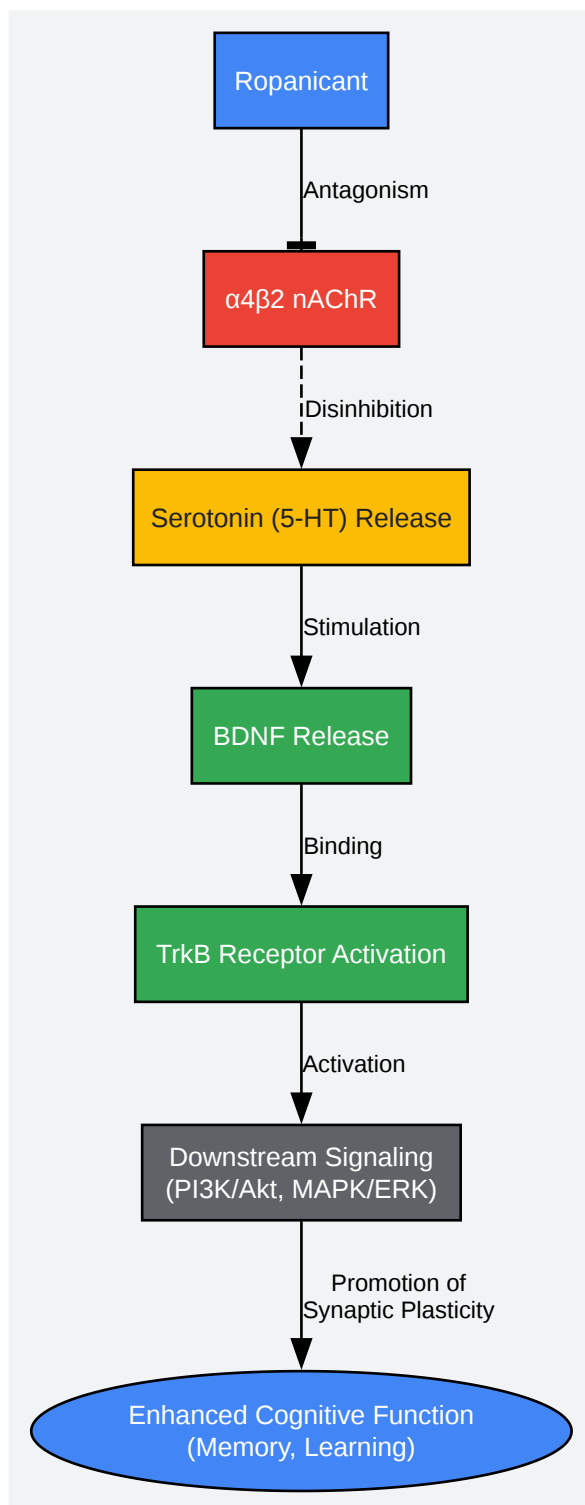 Ropanicant
Antagonism
α4β2 nAChR
Disinhibition
Serotonin (5-HT) Release
Stimulation
BDNF Release
Binding
TrkB Receptor Activation
Activation
Downstream Signaling
(PI3K/Akt, MAPK/ERK)
Promotion of
Synaptic Plasticity
Enhanced Cognitive Function
(Memory, Learning)